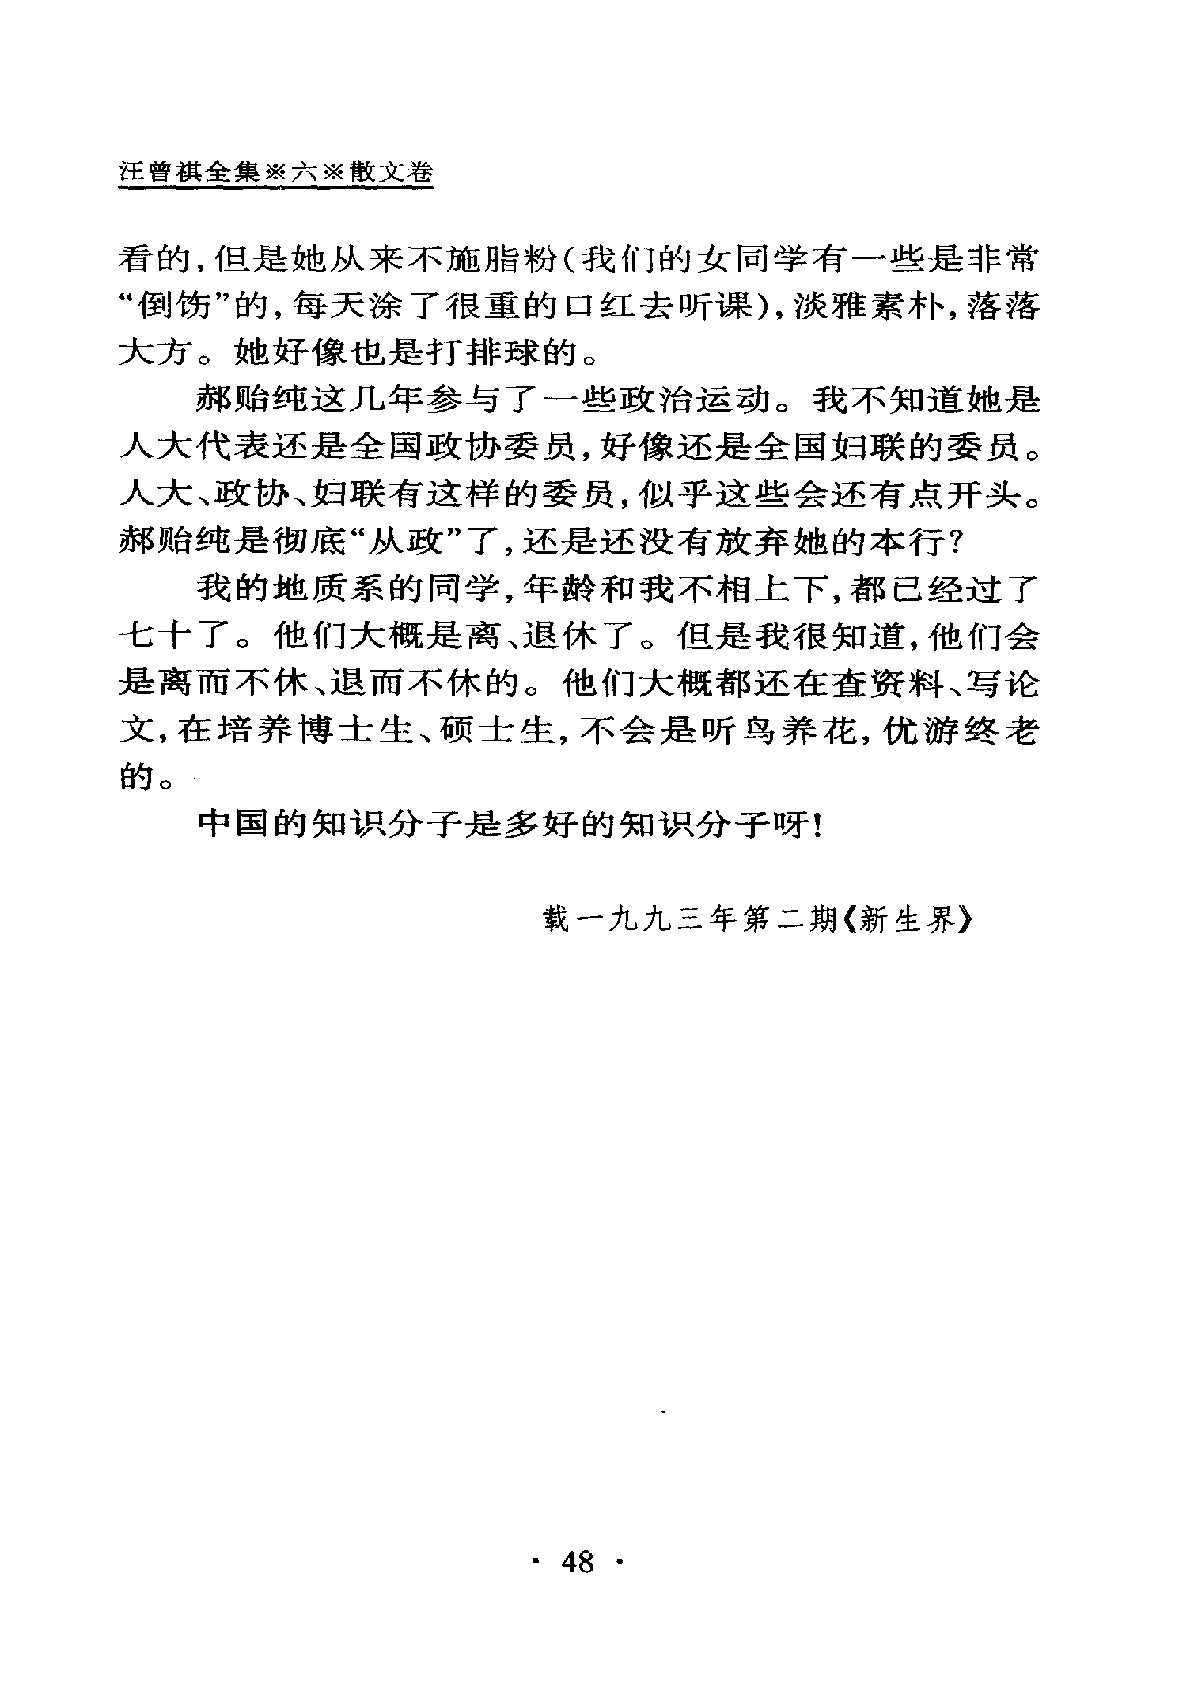 汪曾祺全集※六※散文卷
看的,但是她从来不施脂粉(我们的女同学有一些是非常
“倒饬”的,每天涂了很重的口红去听课),淡雅素朴,落落
大方。她好像也是打排球的。
郝贻纯这几年参与了一些政治运动。我不知道她是
人大代表还是全国政协委员,好像还是全国妇联的委员。
人大、政协、妇联有这样的委员,似乎这些会还有点开头。
郝贻纯是彻底“从政”了,还是还没有放弃她的本行?
我的地质系的同学,年龄和我不相上下,都已经过了
七十了。他们大概是离、退休了。但是我很知道,他们会
是离而不休、退而不休的。他们大概都还在查资料、写论
文,在培养博士生、硕士生,不会是听鸟养花,优游终老
的。
中国的知识分子是多好的知识分子呀!
载一九九三年第二期《新生界》
· 48 ·